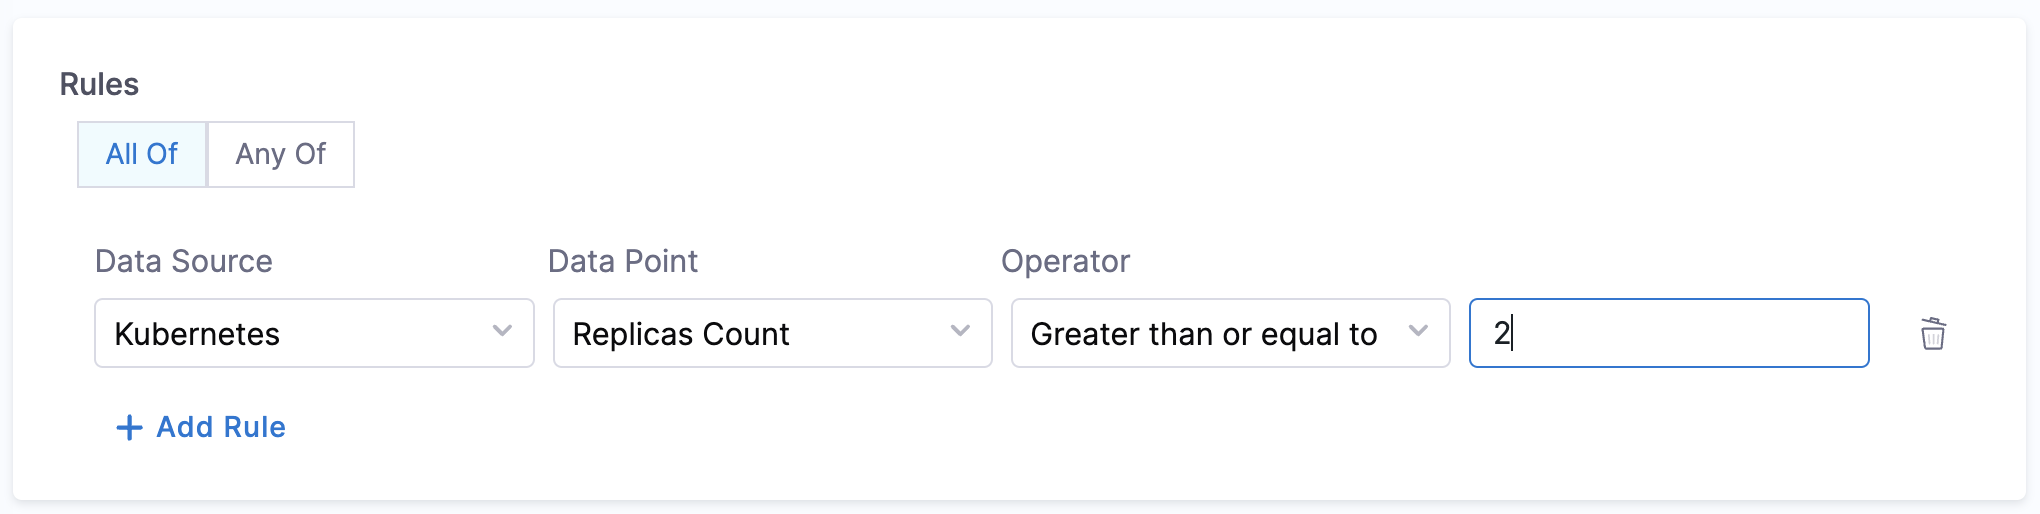 Rules
All Of Any Of
Data Source Data Point Operator
Kubernetes Replicas Count Greater than or equal to 2
+ Add Rule